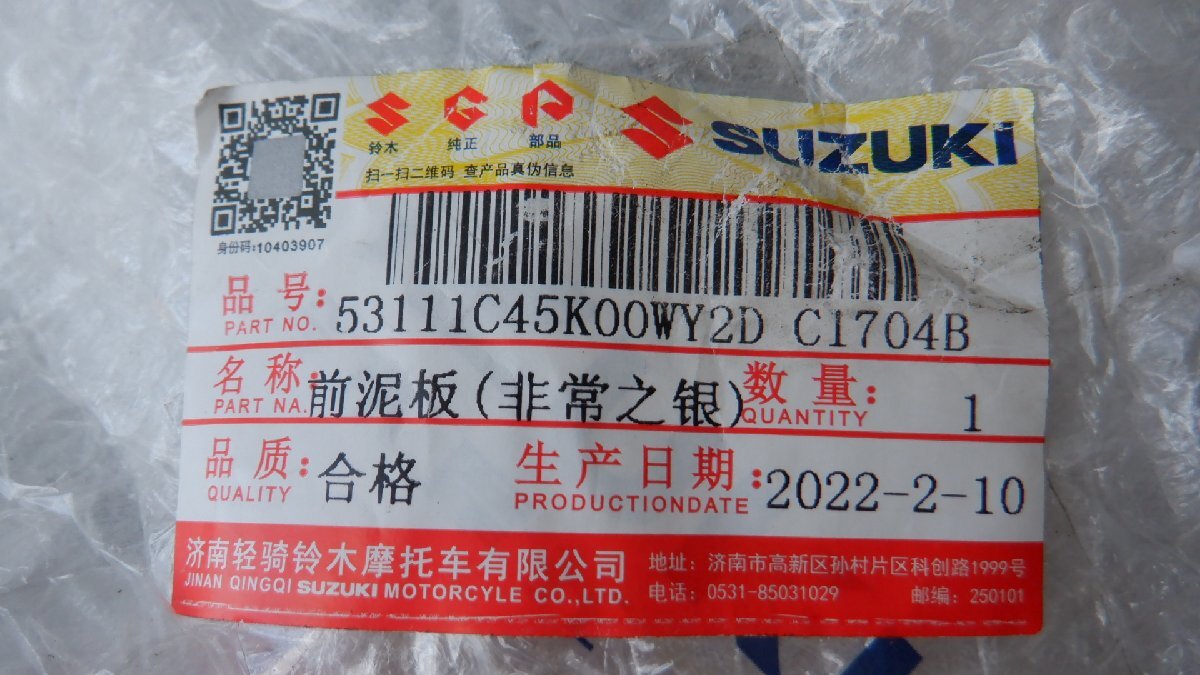 铃木 纯正 部品 SUZUKI
扫一扫二维码 查产品真伪信息
身份码:10403907
品号:
PART NO. 53111C45K00WY2D C1704B
名称: 前泥板(非常之银) 数量: 1
PART NA. QUANTITY
品质: 合格 生产日期: 2022-2-10
QUALITY PRODUCTIONDATE
济南轻骑铃木摩托车有限公司 地址: 济南市高新区孙村片区科创路1999号
JINAN QINGQI SUZUKI MOTORCYLE CO.,LTD. 电话: 0531-85031029 邮编: 250101